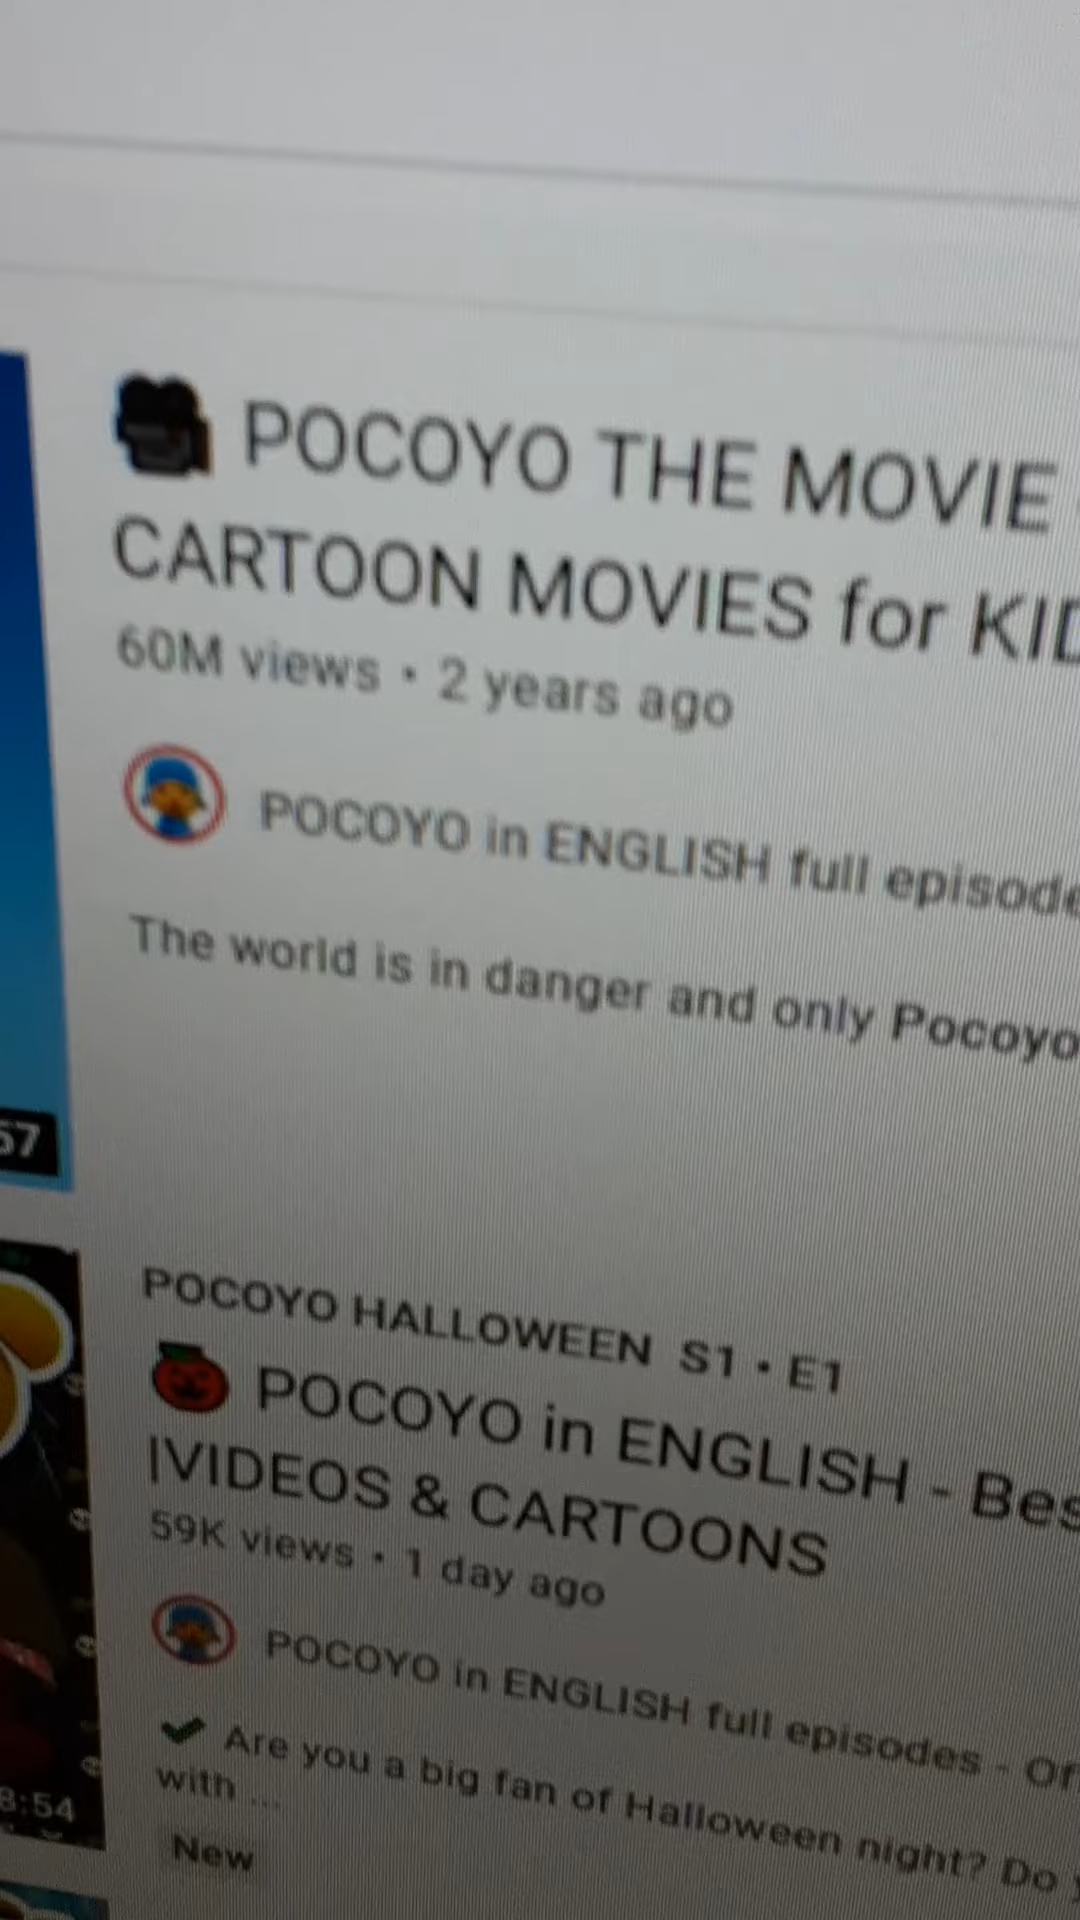 POCOYO THE MOVIE
CARTOON MOVIES for
60M views • 2 years ago
POCOYO in ENGLISH full
The world is in danger and only Pocoyo
57
POCOYO HALLOWEEN S1 • E1
POCOYO in ENGLISH -
IVIDEOS & CARTOONS
59K views • 1 day ago
POCOYO in ENGLISH full episodes -
✔ Are you a big fan of Halloween night? Do
with ...
8:54
New